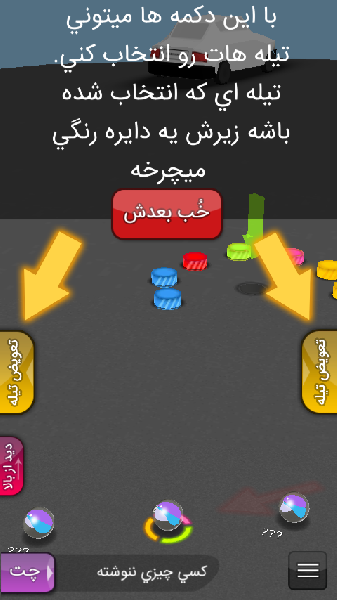 با اين دكمه ها ميتوني
تيله هات رو انتخاب كني.
تيله اي كه انتخاب شده
باشه زيرش يه دايره رنگي
ميچرخه
خُب بعدش
تعويض تيله
تعويض تيله
ديد از بالا
كسي چيزي ننوشته
چت